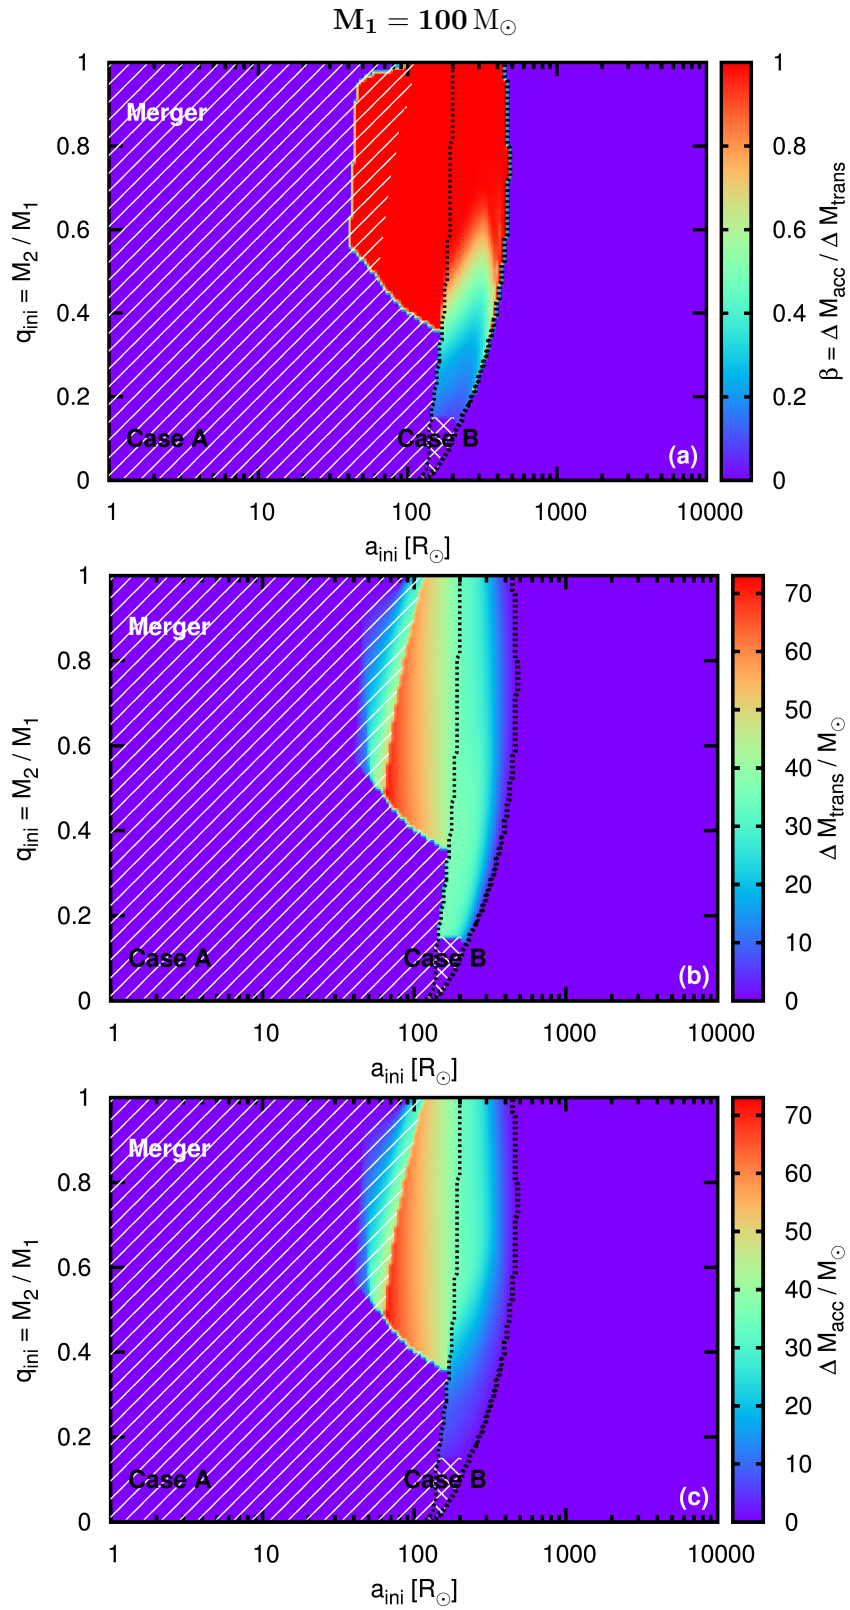 M₁ = 100 M☉
1
0.8
0.6
0.4
0.2
0
q_ini = M₂ / M₁
Merger
Case A
Case B
(a)
1
10
100
1000
10000
a_ini [R☉]
1
0.8
0.6
0.4
0.2
0
β = Δ M_acc / Δ M_trans
1
0.8
0.6
0.4
0.2
0
q_ini = M₂ / M₁
Merger
Case A
Case B
(b)
1
10
100
1000
10000
a_ini [R☉]
70
60
50
40
30
20
10
0
Δ M_trans / M☉
1
0.8
0.6
0.4
0.2
0
q_ini = M₂ / M₁
Merger
Case A
Case B
(c)
1
10
100
1000
10000
a_ini [R☉]
70
60
50
40
30
20
10
0
Δ M_acc / M☉